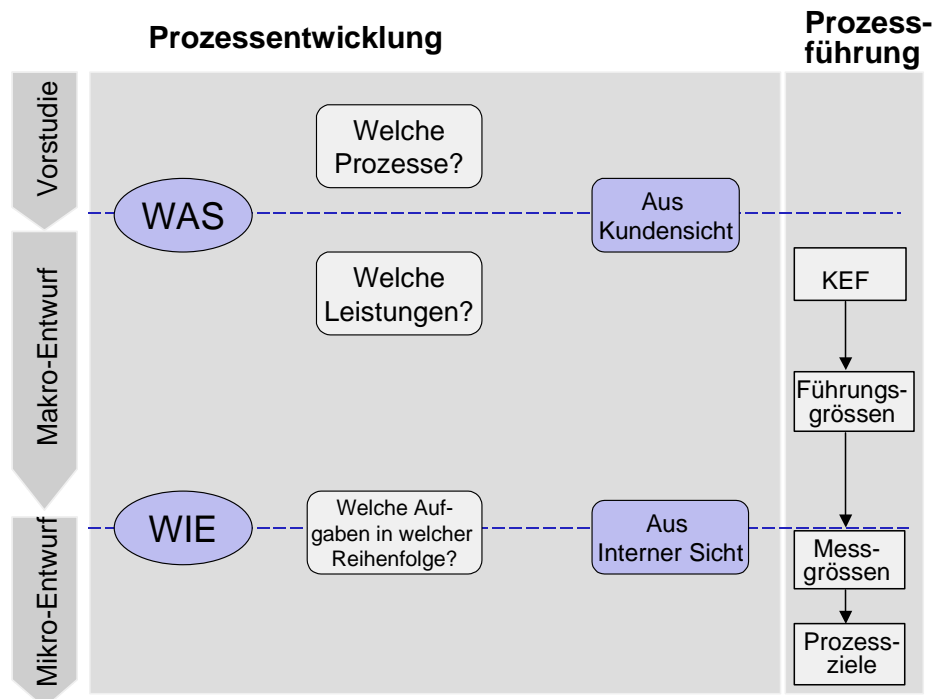 Prozessentwicklung
Prozess-
führung
Vorstudie
Welche
Prozesse?
WAS
Aus
Kundensicht
Makro-Entwurf
Welche
Leistungen?
KEF
Führungs-
grössen
Mikro-Entwurf
WIE
Welche Auf-
gaben in welcher
Reihenfolge?
Aus
Interner Sicht
Mess-
grössen
Prozess-
ziele